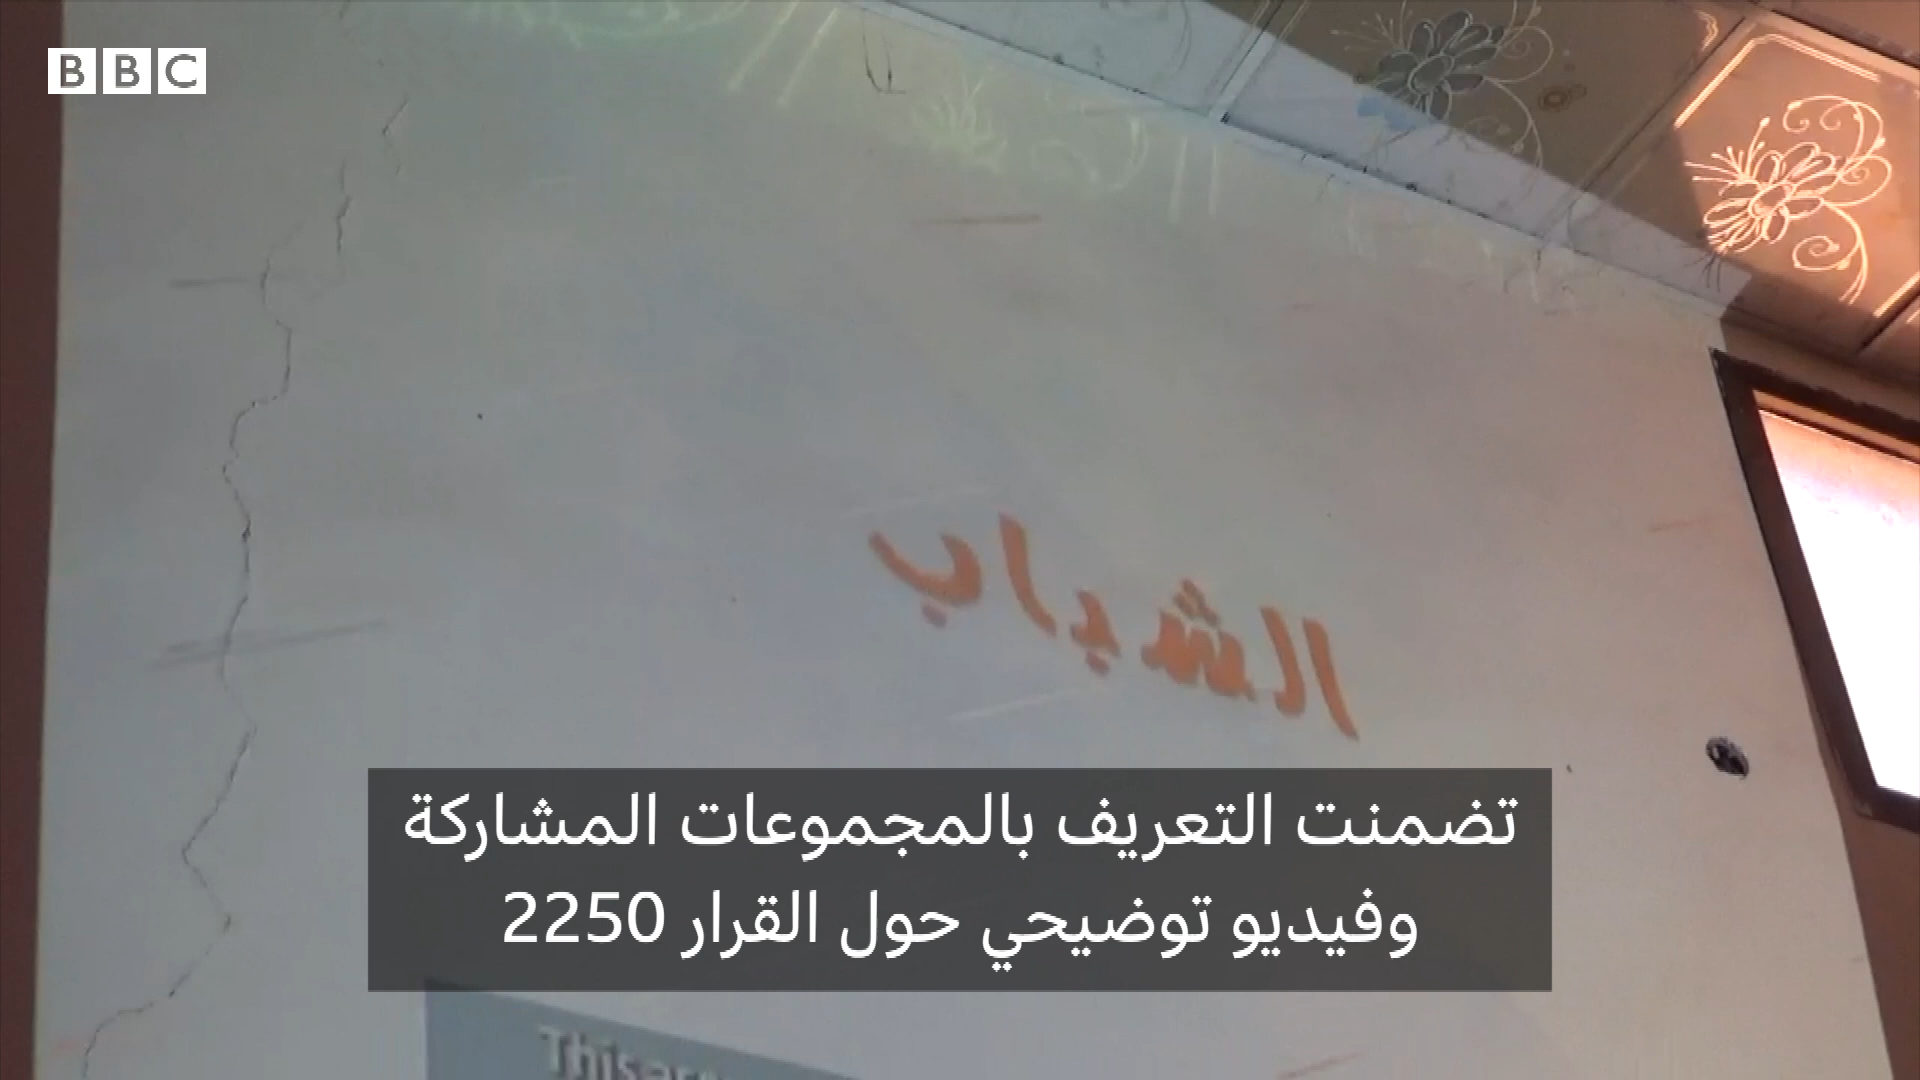 BBC
الشباب
تضمنت التعريف بالمجموعات المشاركة
وفيديو توضيحي حول القرار 2250